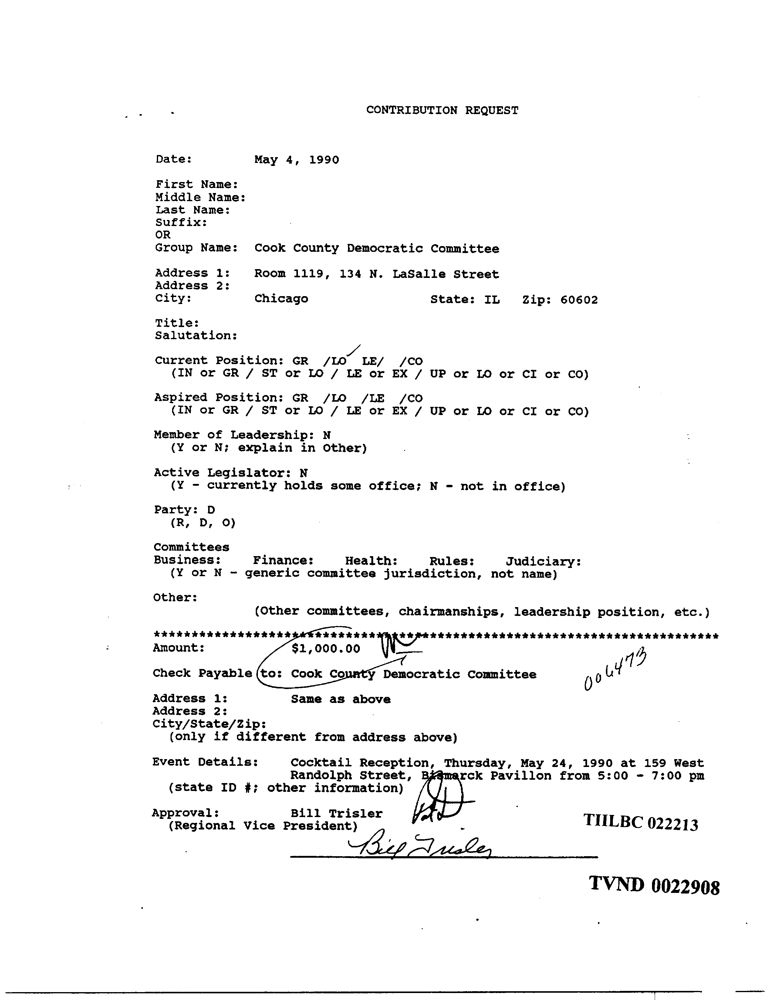 CONTRIBUTION REQUEST
Date: May 4, 1990
First Name:
Middle Name:
Last Name:
Suffix:
OR
Group Name: Cook County Democratic Committee
Address 1: Room 1119, 134 N. LaSalle Street
Address 2:
City: Chicago State: IL Zip: 60602
Title:
Salutation:
Current Position: GR /LO LE/ /CO
(IN or GR / ST or LO / LE or EX / UP or LO or CI or CO)
Aspired Position: GR /LO /LE /CO
(IN or GR / ST or LO / LE or EX / UP or LO or CI or CO)
Member of Leadership: N
(Y or N; explain in Other)
Active Legislator: N
(Y - currently holds some office; N - not in office)
Party: D
(R, D, O)
Committees
Business: Finance: Health: Rules: Judiciary:
(Y or N - generic committee jurisdiction, not name)
Other:
(Other committees, chairmanships, leadership position, etc.)
*************************************************************************
Amount: $1,000.00
Check Payable to: Cook County Democratic Committee
006473
Address 1: Same as above
Address 2:
City/State/Zip:
(only if different from address above)
Event Details: Cocktail Reception, Thursday, May 24, 1990 at 159 West
Randolph Street, Bismarck Pavillon from 5:00 - 7:00 pm
(state ID #; other information)
Approval: Bill Trisler
(Regional Vice President)
TIILBC 022213
Bill Trisler
TVND 0022908